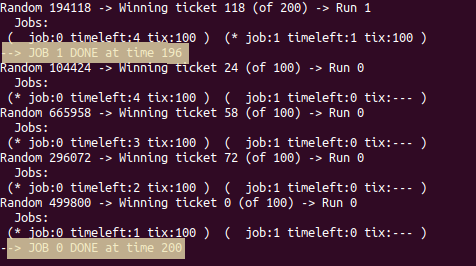 Random 194118 -> Winning ticket 118 (of 200) -> Run 1
Jobs:
( job:0 timeleft:4 tix:100 ) (* job:1 timeleft:1 tix:100 )
--> JOB 1 DONE at time 196
Random 104424 -> Winning ticket 24 (of 100) -> Run 0
Jobs:
(* job:0 timeleft:4 tix:100 ) ( job:1 timeleft:0 tix:--- )
Random 665958 -> Winning ticket 58 (of 100) -> Run 0
Jobs:
(* job:0 timeleft:3 tix:100 ) ( job:1 timeleft:0 tix:--- )
Random 296072 -> Winning ticket 72 (of 100) -> Run 0
Jobs:
(* job:0 timeleft:2 tix:100 ) ( job:1 timeleft:0 tix:--- )
Random 499800 -> Winning ticket 0 (of 100) -> Run 0
Jobs:
(* job:0 timeleft:1 tix:100 ) ( job:1 timeleft:0 tix:--- )
--> JOB 0 DONE at time 200